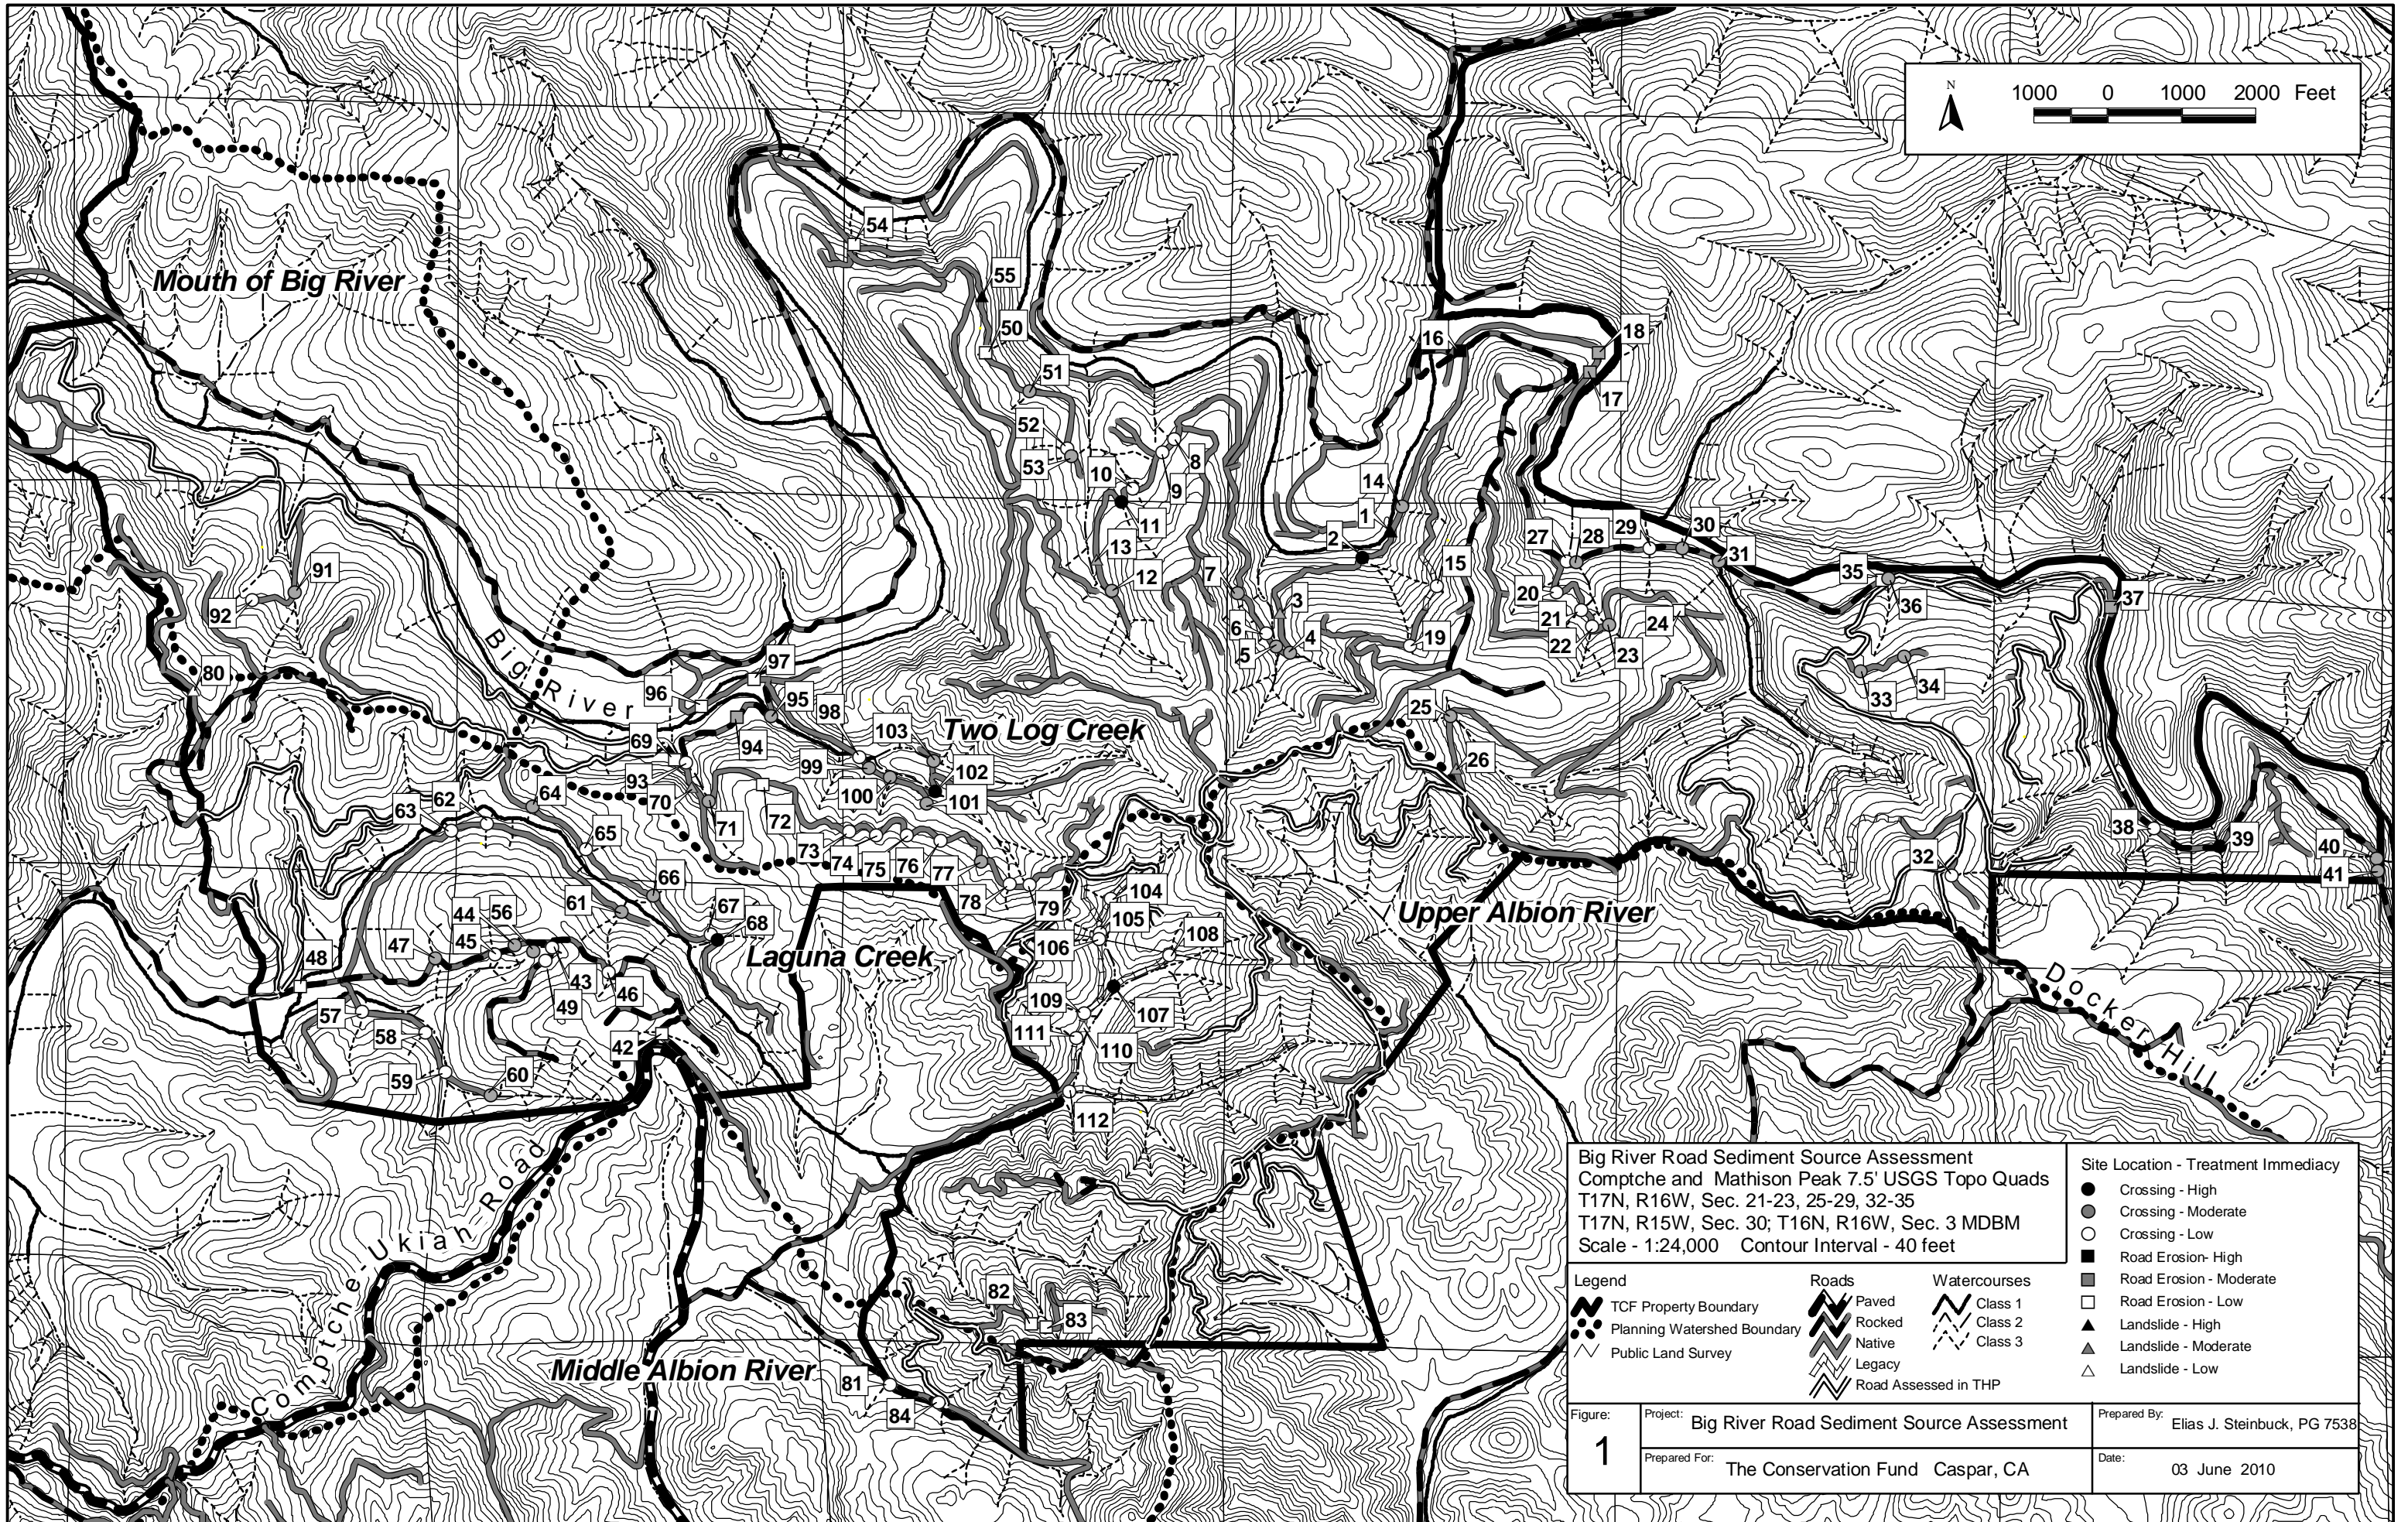 N
1000 0 1000 2000 Feet
54
Mouth of Big River
55
50
18
16
51
17
52
53
10
8
9
14
1
11
2
27
28
29
30
13
31
15
35
91
7
12
20
3
36
37
92
21
24
6
4
19
22
23
5
Big River
97
80
33
34
96
95
98
25
69
103
Two Log Creek
94
26
93
99
102
62
64
70
100
101
63
71
72
38
65
39
73
74
75
76
77
40
32
41
66
78
104
44
56
61
67
79
105
Upper Albion River
68
106
108
47
45
48
Laguna Creek
43
46
49
109
107
57
Docker Hill
58
111
42
110
59
60
112
Comptche-Ukiah Road
82
83
Middle Albion River
81
84
Big River Road Sediment Source Assessment
Comptche and Mathison Peak 7.5' USGS Topo Quads
T17N, R16W, Sec. 21-23, 25-29, 32-35
T17N, R15W, Sec. 30; T16N, R16W, Sec. 3 MDBM
Scale - 1:24,000 Contour Interval - 40 feet
Site Location - Treatment Immediacy
Crossing - High
Crossing - Moderate
Crossing - Low
Road Erosion- High
Road Erosion - Moderate
Road Erosion - Low
Landslide - High
Landslide - Moderate
Landslide - Low
Legend
TCF Property Boundary
Planning Watershed Boundary
Public Land Survey
Roads
Paved
Rocked
Native
Legacy
Road Assessed in THP
Watercourses
Class 1
Class 2
Class 3
Figure:
1
Project: Big River Road Sediment Source Assessment
Prepared By: Elias J. Steinbuck, PG 7538
Prepared For: The Conservation Fund Caspar, CA
Date: 03 June 2010